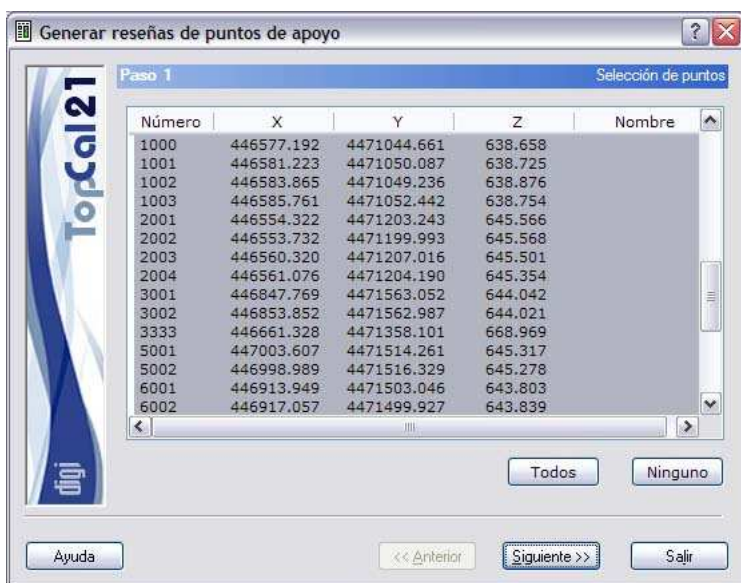 Generar reseñas de puntos de apoyo
TopCal21
digi
Paso 1
Selección de puntos
Número X Y Z Nombre
1000 446577.192 4471044.661 638.658
1001 446581.223 4471050.087 638.725
1002 446583.865 4471049.236 638.876
1003 446585.761 4471052.442 638.754
2001 446554.322 4471203.243 645.566
2002 446553.732 4471199.993 645.568
2003 446560.320 4471207.016 645.501
2004 446561.076 4471204.190 645.354
3001 446847.769 4471563.052 644.042
3002 446853.852 4471562.987 644.021
3333 446661.328 4471358.101 668.969
5001 447003.607 4471514.261 645.317
5002 446998.989 4471516.329 645.278
6001 446913.949 4471503.046 643.803
6002 446917.057 4471499.927 643.839
Todos Ninguno
Ayuda << Anterior Siguiente >> Salir